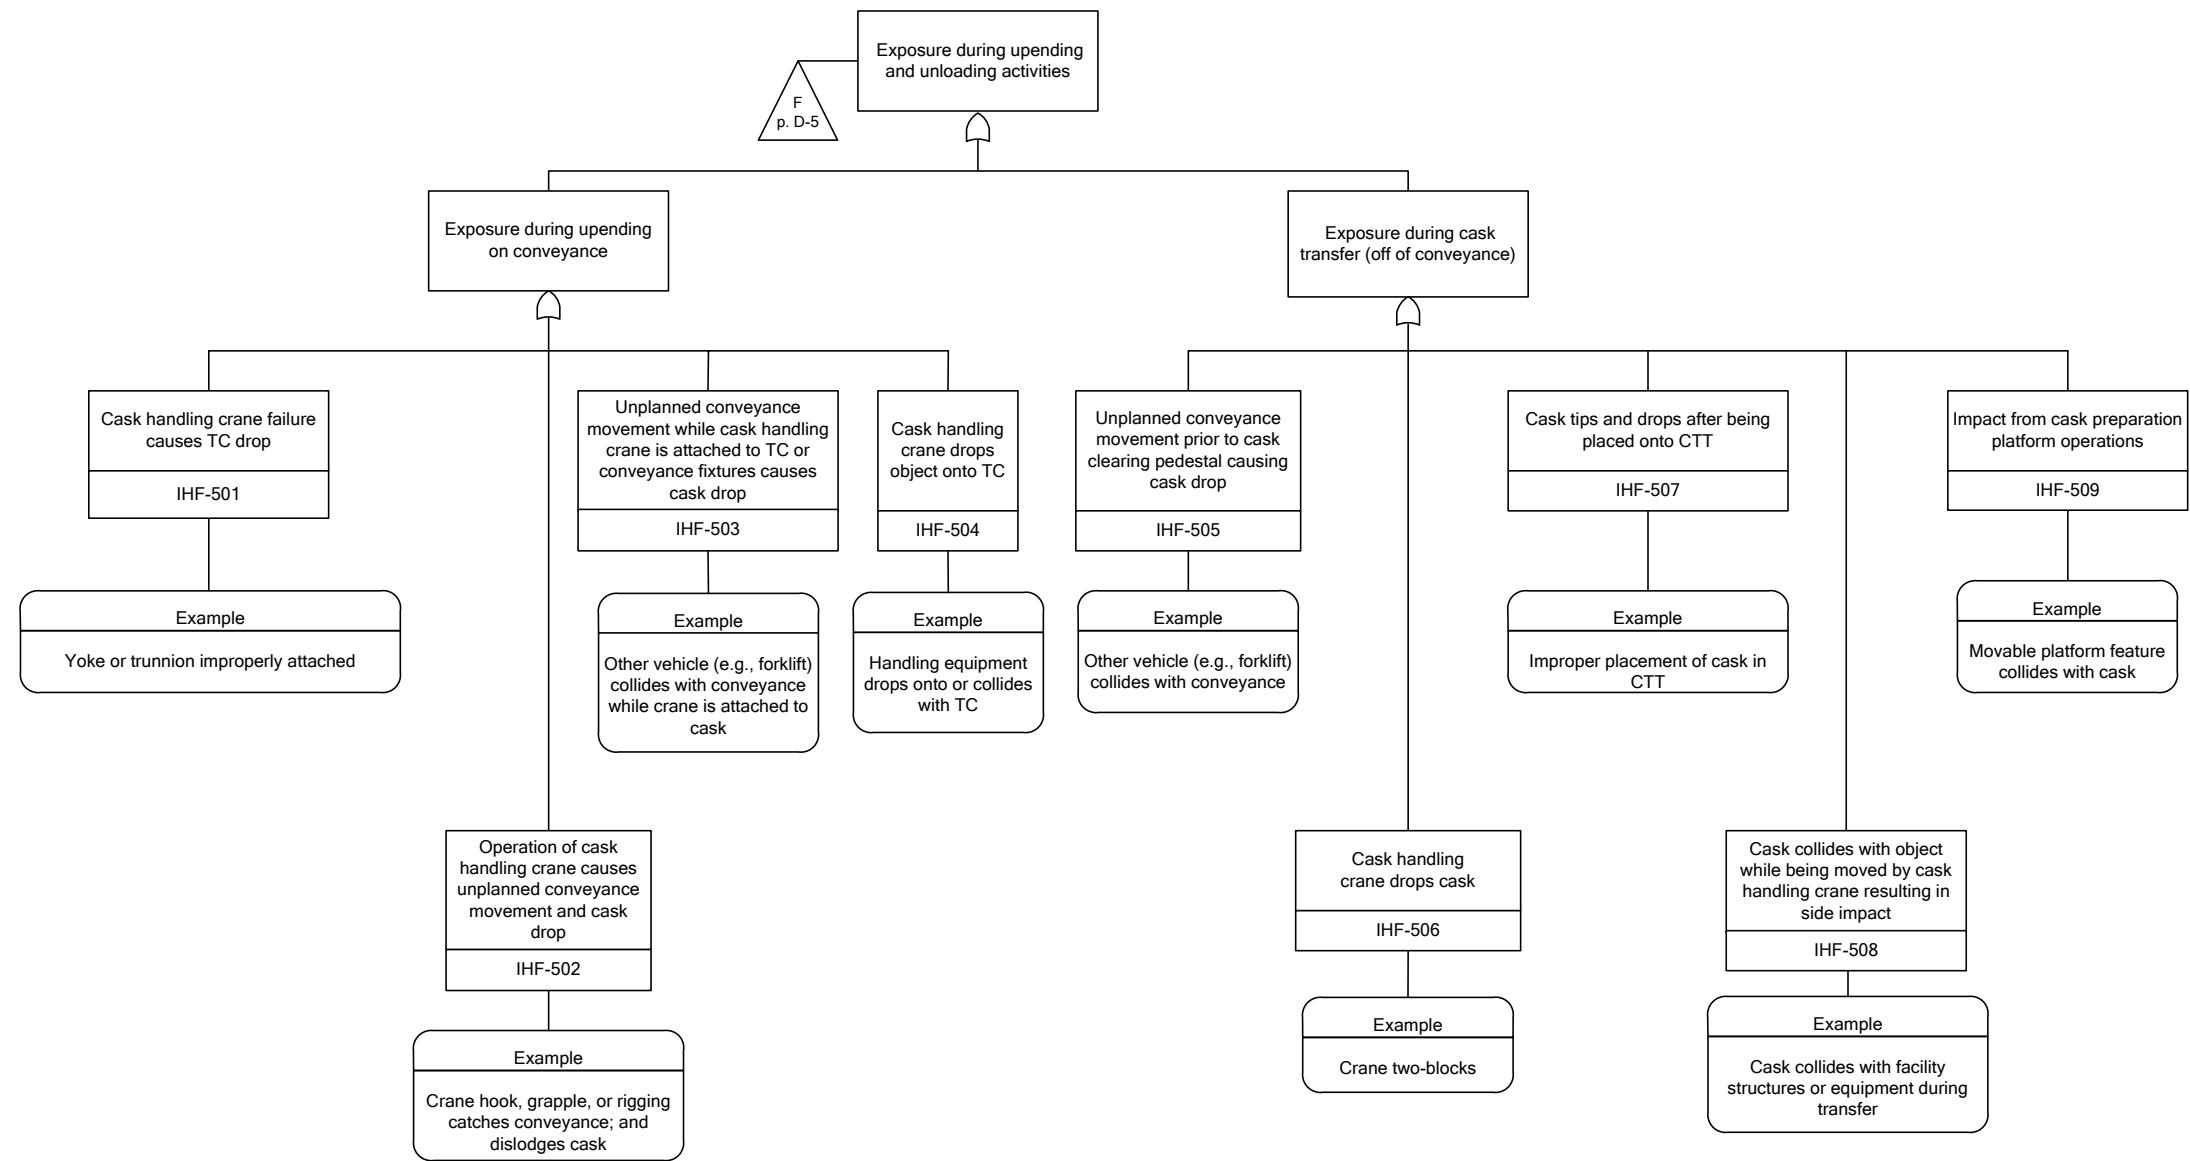 Exposure during upending
and unloading activities
F
p. D-5
Exposure during upending
on conveyance
Exposure during cask
transfer (off of conveyance)
Cask handling crane failure
causes TC drop
IHF-501
Example
Yoke or trunnion improperly attached
Operation of cask
handling crane causes
unplanned conveyance
movement and cask
drop
IHF-502
Example
Crane hook, grapple, or rigging
catches conveyance; and
dislodges cask
Unplanned conveyance
movement while cask handling
crane is attached to TC or
conveyance fixtures causes
cask drop
IHF-503
Example
Other vehicle (e.g., forklift)
collides with conveyance
while crane is attached to
cask
Cask handling
crane drops
object onto TC
IHF-504
Example
Handling equipment
drops onto or collides
with TC
Unplanned conveyance
movement prior to cask
clearing pedestal causing
cask drop
IHF-505
Example
Other vehicle (e.g., forklift)
collides with conveyance
Cask handling
crane drops cask
IHF-506
Example
Crane two-blocks
Cask tips and drops after being
placed onto CTT
IHF-507
Example
Improper placement of cask in
CTT
Cask collides with object
while being moved by cask
handling crane resulting in
side impact
IHF-508
Example
Cask collides with facility
structures or equipment during
transfer
Impact from cask preparation
platform operations
IHF-509
Example
Movable platform feature
collides with cask